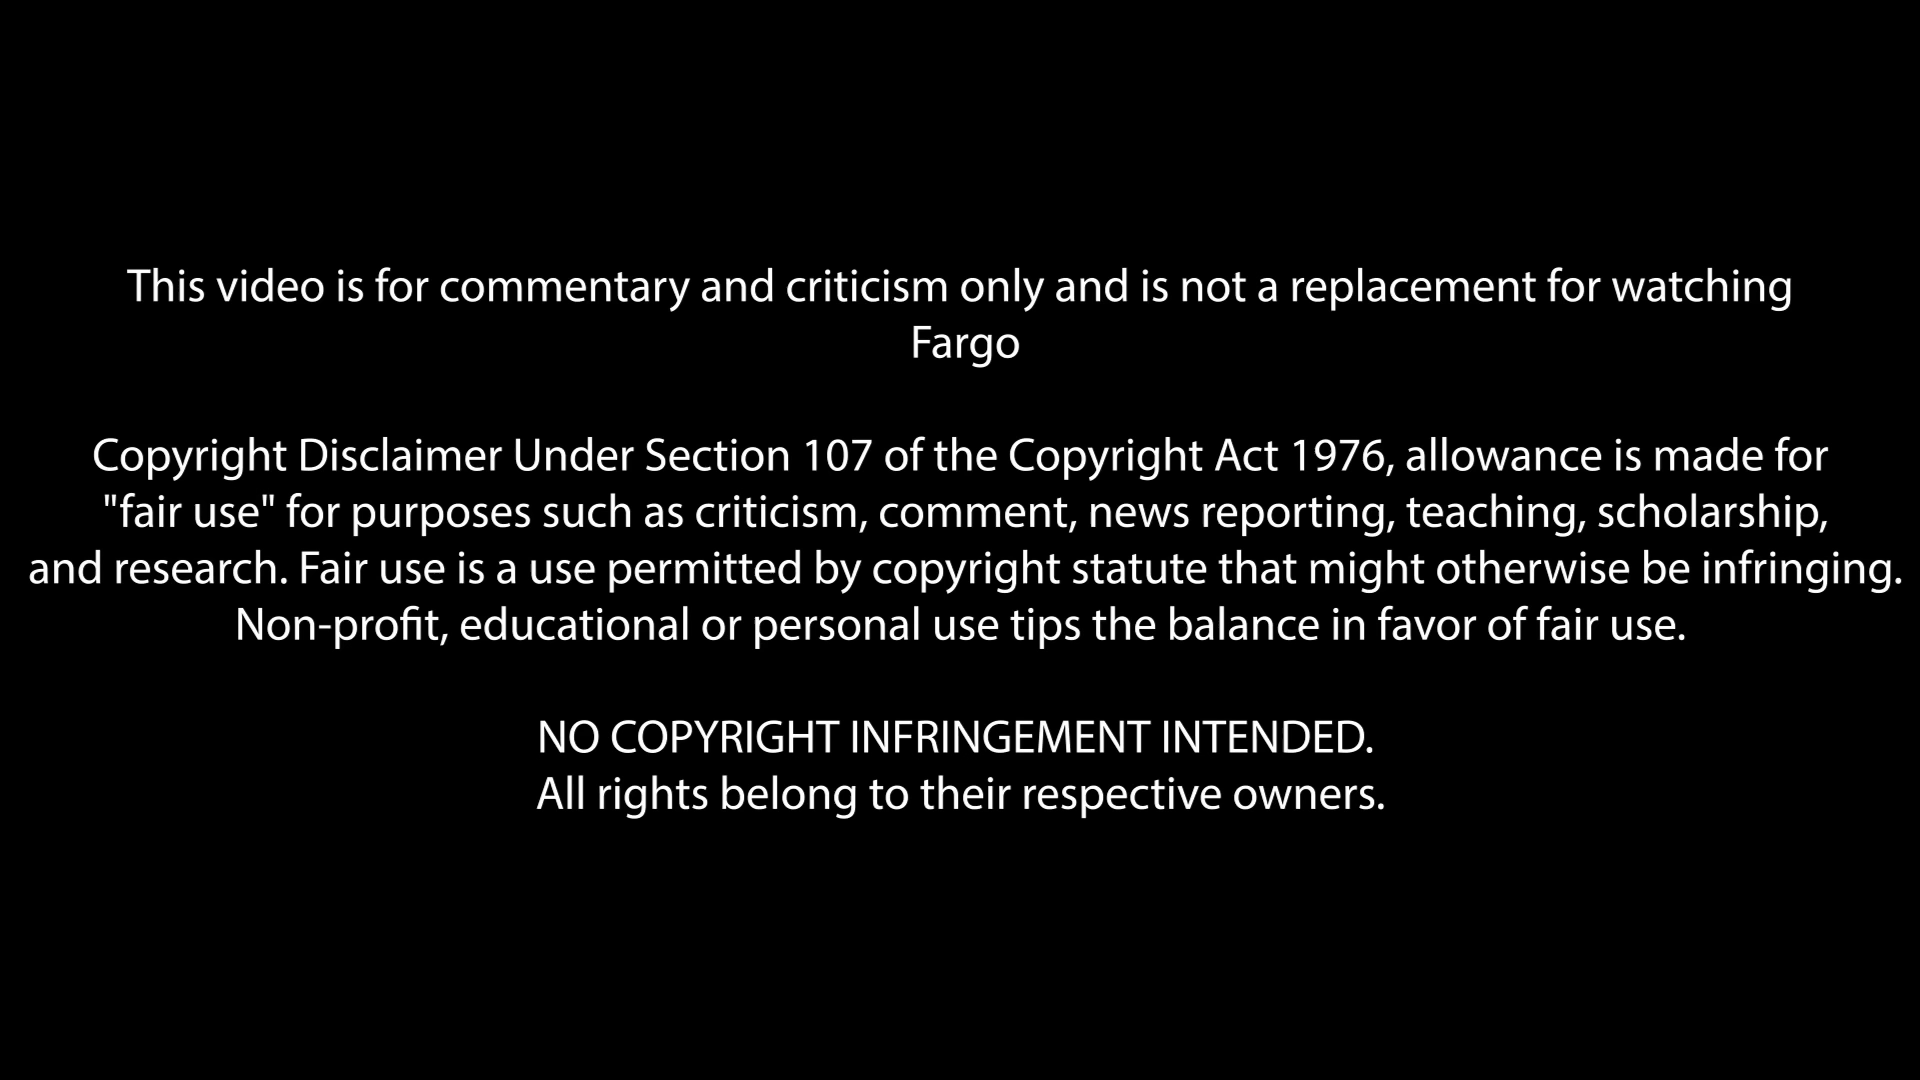 This video is for commentary and criticism only and is not a replacement for watching
Fargo
Copyright Disclaimer Under Section 107 of the Copyright Act 1976, allowance is made for
"fair use" for purposes such as criticism, comment, news reporting, teaching, scholarship,
and research. Fair use is a use permitted by copyright statute that might otherwise be infringing.
Non-profit, educational or personal use tips the balance in favor of fair use.
NO COPYRIGHT INFRINGEMENT INTENDED.
All rights belong to their respective owners.